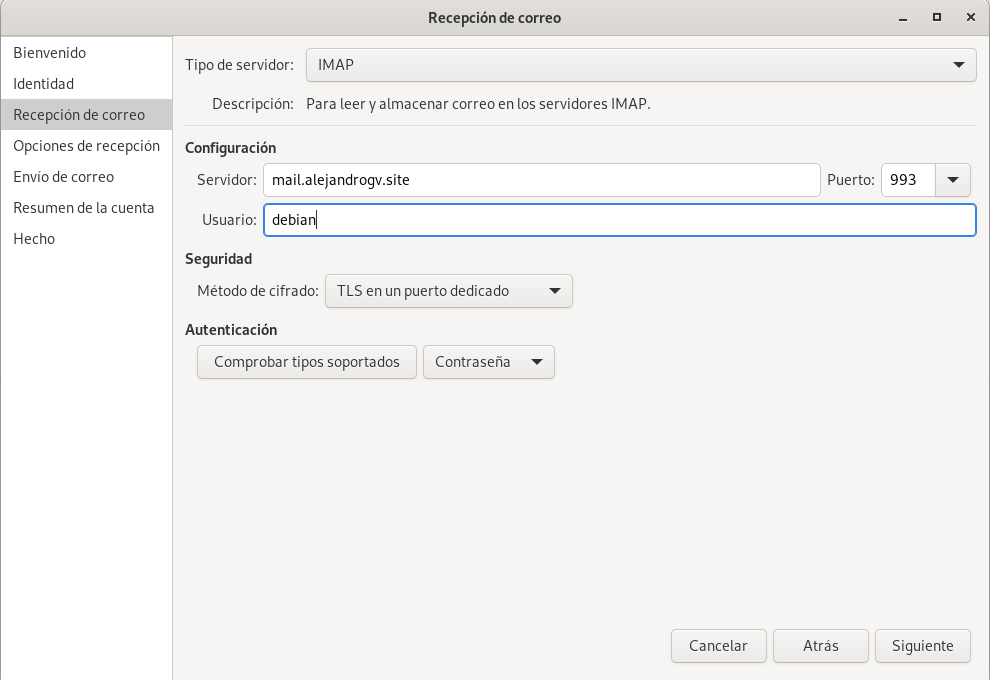 Recepción de correo
Bienvenido
Identidad
Recepción de correo
Opciones de recepción
Envío de correo
Resumen de la cuenta
Hecho
Tipo de servidor: IMAP
Descripción: Para leer y almacenar correo en los servidores IMAP.
Configuración
Servidor: mail.alejandrogv.site Puerto: 993
Usuario: debian
Seguridad
Método de cifrado: TLS en un puerto dedicado
Autenticación
Comprobar tipos soportados Contraseña
Cancelar Atrás Siguiente